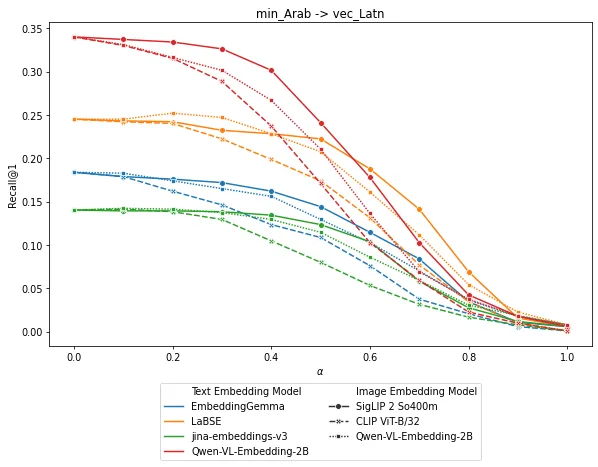 min_Arab -> vec_Latn
Recall@1
0.35
0.30
0.25
0.20
0.15
0.10
0.05
0.00
0.0 0.2 0.4 0.6 0.8 1.0
α
Text Embedding Model
EmbeddingGemma
LaBSE
jina-embeddings-v3
Qwen-VL-Embedding-2B
Image Embedding Model
SigLIP 2 So400m
CLIP ViT-B/32
Qwen-VL-Embedding-2B